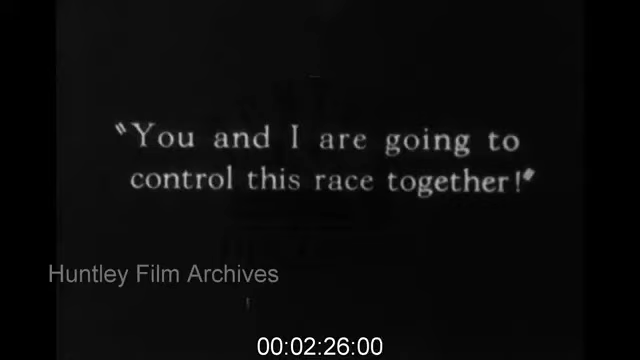 "You and I are going to
control this race together!"
Huntley Film Archives
00:02:26:00